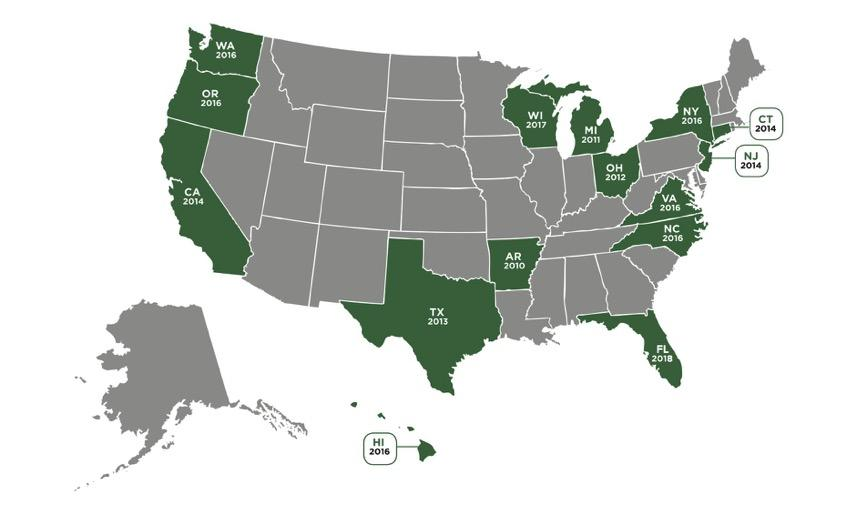 WA
2016
OR
2016
CA
2014
TX
2013
AR
2010
WI
2017
MI
2011
OH
2012
NY
2016
CT
2014
NJ
2014
VA
2016
NC
2016
FL
2018
HI
2016